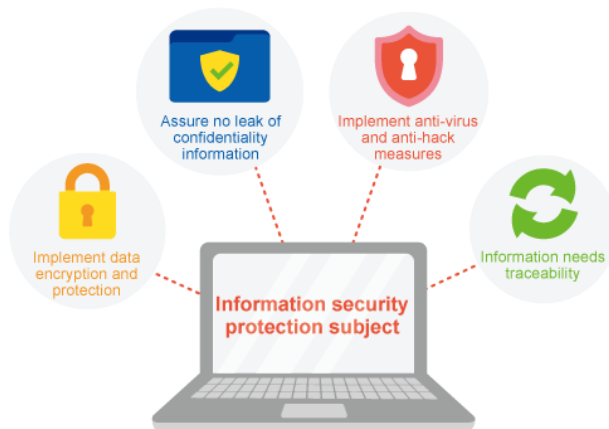 Assure no leak of
confidentiality
information
Implement anti-virus
and anti-hack
measures
Implement data
encryption and
protection
Information needs
traceability
Information security
protection subject